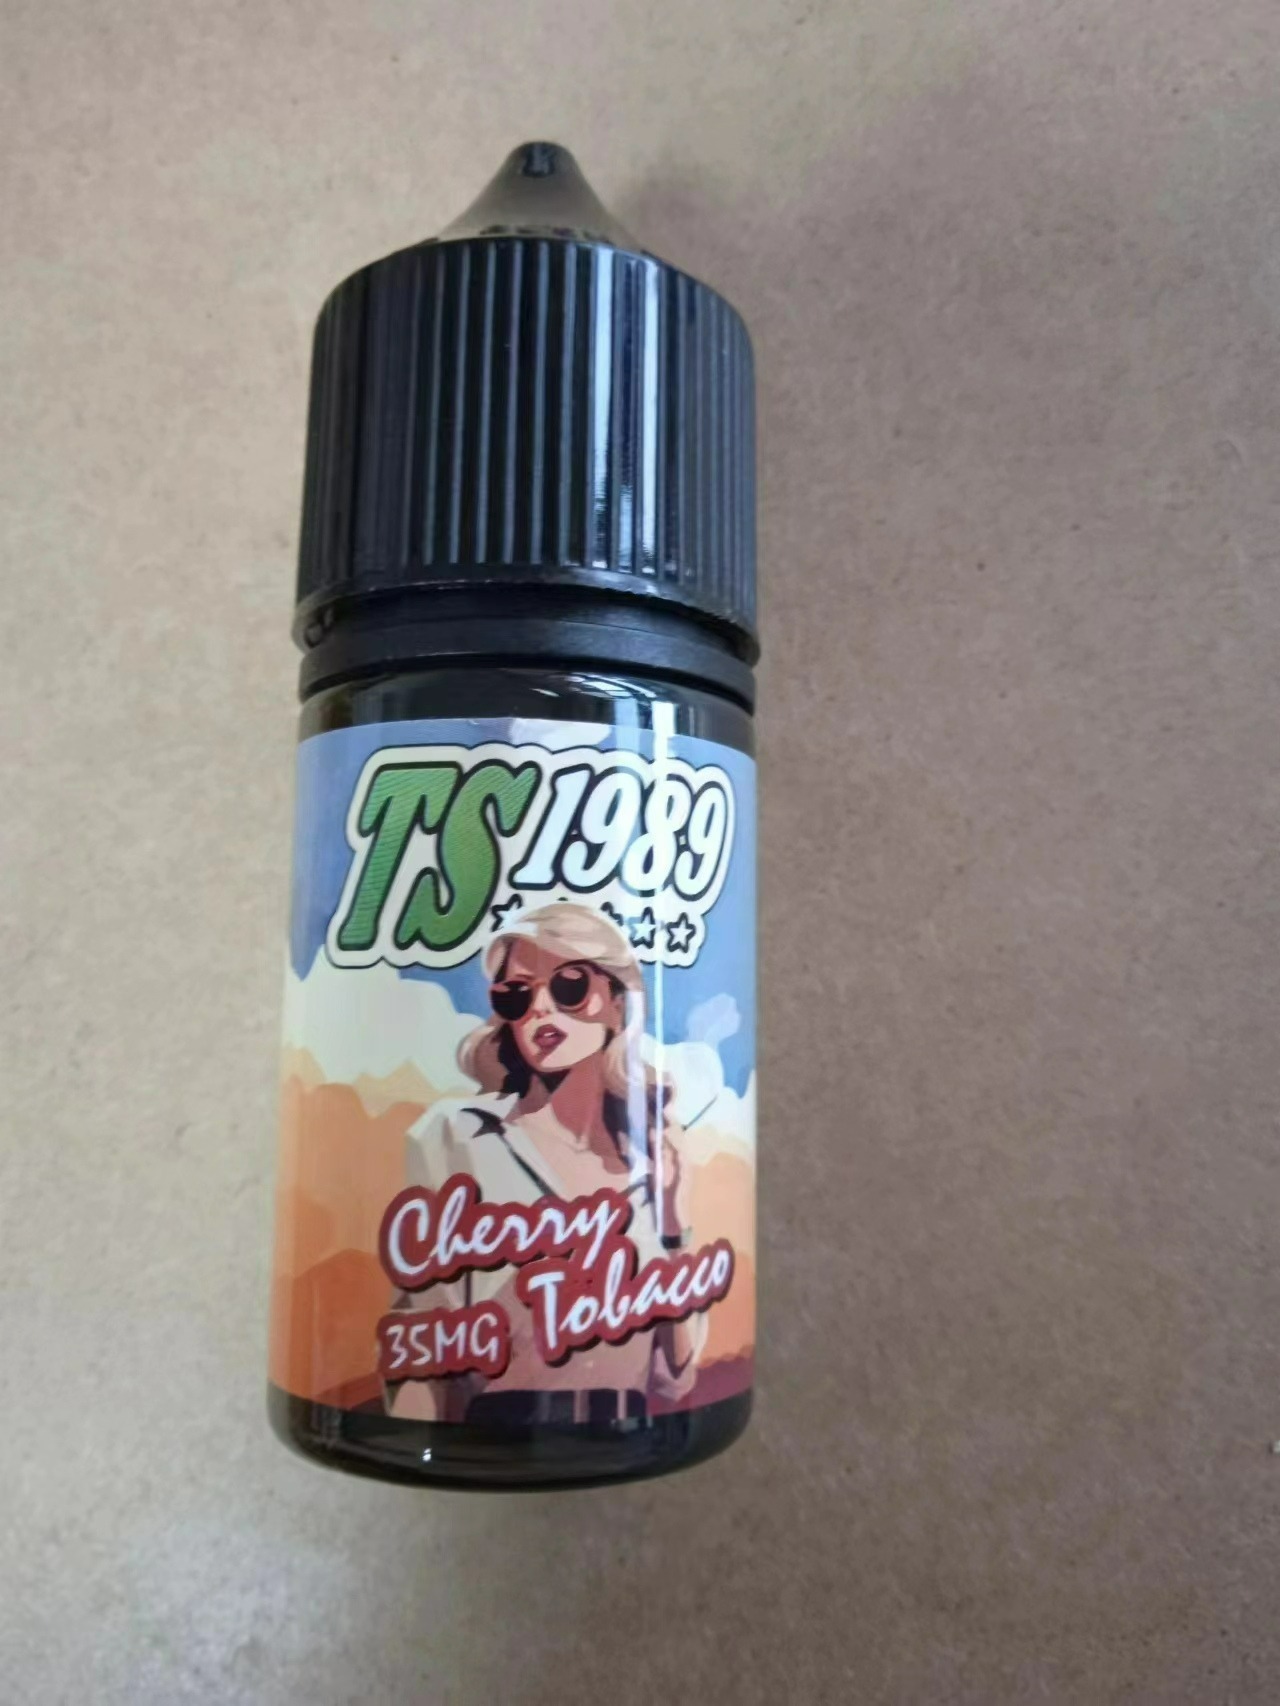 TS1989
Cherry
Tobacco
35MG